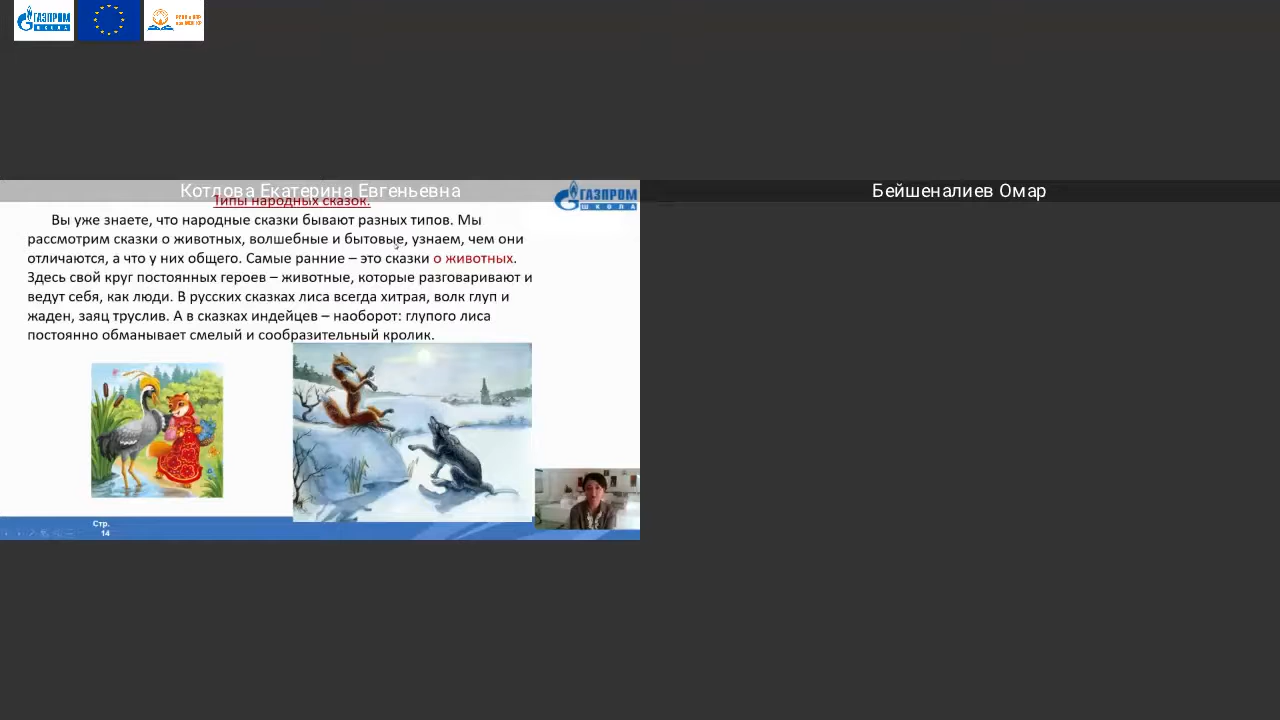 ГАЗПРОМ
ШКОЛА
Котлова Екатерина Евгеньевна
Бейшеналиев Омар
Типы народных сказок.
ГАЗПРОМ
ШКОЛА
Вы уже знаете, что народные сказки бывают разных типов. Мы
рассмотрим сказки о животных, волшебные и бытовые, узнаем, чем они
отличаются, а что у них общего. Самые ранние – это сказки о животных.
Здесь свой круг постоянных героев – животные, которые разговаривают и
ведут себя, как люди. В русских сказках лиса всегда хитрая, волк глуп и
жаден, заяц труслив. А в сказках индейцев – наоборот: глупого лиса
постоянно обманывает смелый и сообразительный кролик.
Стр.
14